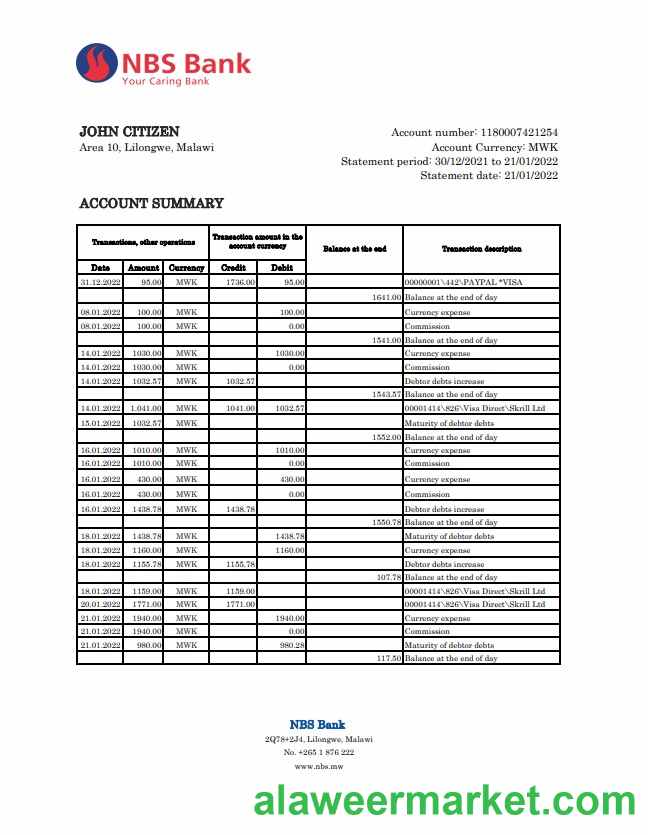 NBS Bank
Your Caring Bank
JOHN CITIZEN
Area 10, Lilongwe, Malawi
Account number: 1180007421254
Account Currency: MWK
Statement period: 30/12/2021 to 21/01/2022
Statement date: 21/01/2022
ACCOUNT SUMMARY
Transactions, other operations Transaction amount in the account currency Balance at the end Transaction description
Date Amount Currency Credit Debit
31.12.2022 95.00 MWK 1736.00 95.00 00000001\442\PAYPAL *VISA
1641.00 Balance at the end of day
08.01.2022 100.00 MWK 100.00 Currency expense
08.01.2022 100.00 MWK 0.00 Commission
1541.00 Balance at the end of day
14.01.2022 1030.00 MWK 1030.00 Currency expense
14.01.2022 1030.00 MWK 0.00 Commission
14.01.2022 1032.57 MWK 1032.57 Debtor debts increase
1543.57 Balance at the end of day
14.01.2022 1.041.00 MWK 1041.00 1032.57 00001414\826\Visa Direct\Skrill Ltd
15.01.2022 1032.57 MWK Maturity of debtor debts
1552.00 Balance at the end of day
16.01.2022 1010.00 MWK 1010.00 Currency expense
16.01.2022 1010.00 MWK 0.00 Commission
16.01.2022 430.00 MWK 430.00 Currency expense
16.01.2022 430.00 MWK 0.00 Commission
16.01.2022 1438.78 MWK 1438.78 Debtor debts increase
1550.78 Balance at the end of day
18.01.2022 1438.78 MWK 1438.78 Maturity of debtor debts
18.01.2022 1160.00 MWK 1160.00 Currency expense
18.01.2022 1155.78 MWK 1155.78 Debtor debts increase
107.78 Balance at the end of day
18.01.2022 1159.00 MWK 1159.00 00001414\826\Visa Direct\Skrill Ltd
20.01.2022 1771.00 MWK 1771.00 00001414\826\Visa Direct\Skrill Ltd
21.01.2022 1940.00 MWK 1940.00 Currency expense
21.01.2022 1940.00 MWK 0.00 Commission
21.01.2022 980.00 MWK 980.28 Maturity of debtor debts
117.50 Balance at the end of day
NBS Bank
2Q78+2J4, Lilongwe, Malawi
No. +265 1 876 222
www.nbs.mw
alaweermarket.com